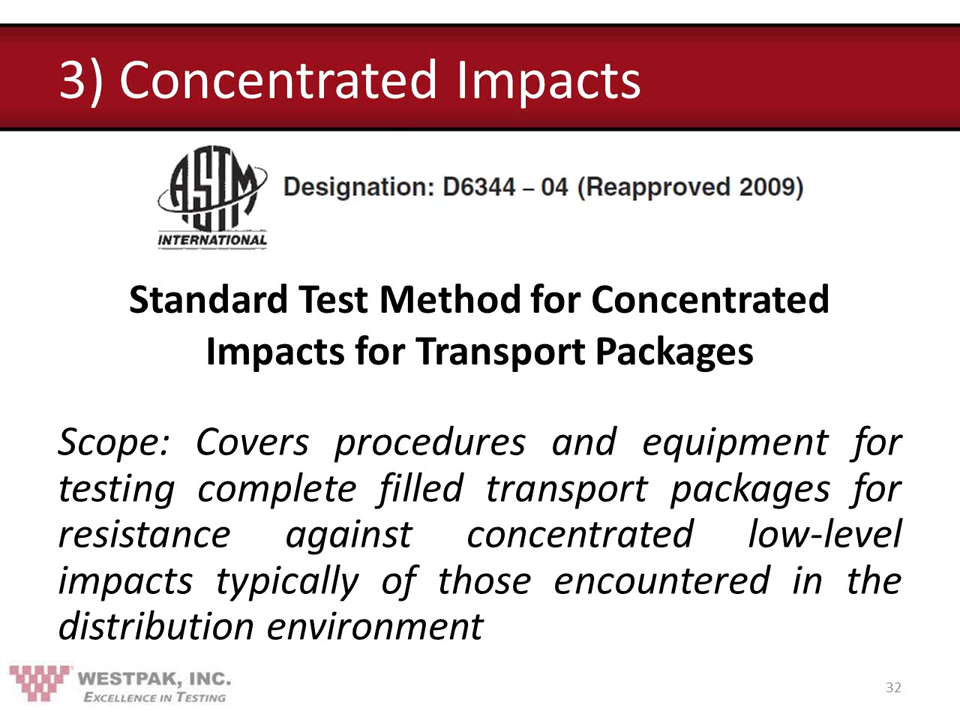 3) Concentrated Impacts
ASTM
INTERNATIONAL
Designation: D6344 – 04 (Reapproved 2009)
Standard Test Method for Concentrated
Impacts for Transport Packages
Scope: Covers procedures and equipment for
testing complete filled transport packages for
resistance against concentrated low-level
impacts typically of those encountered in the
distribution environment
WESTPAK, INC.
EXCELLENCE IN TESTING
32